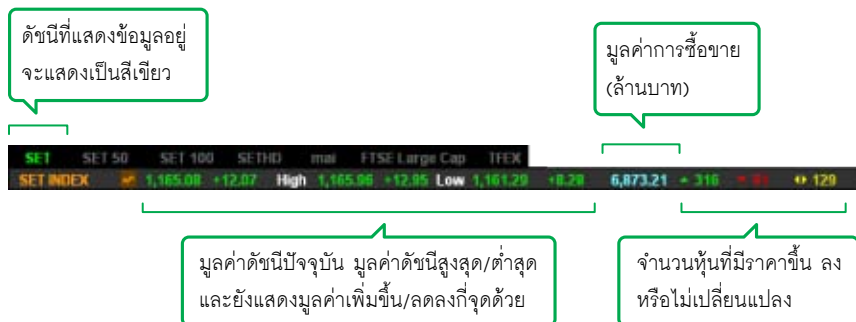 ดัชนีที่แสดงข้อมูลอยู่
จะแสดงเป็นสีเขียว
มูลค่าการซื้อขาย
(ล้านบาท)
SET SET 50 SET 100 SETHD mai FTSE Large Cap TFEX
SET INDEX 1,165.08 +12.07 High 1,165.96 +12.95 Low 1,161.29 +8.28 6,873.21 316 129
มูลค่าดัชนีปัจจุบัน มูลค่าดัชนีสูงสุด/ต่ำสุด
และยังแสดงมูลค่าเพิ่มขึ้น/ลดลงกี่จุดด้วย
จำนวนหุ้นที่มีราคาขึ้น ลง
หรือไม่เปลี่ยนแปลง